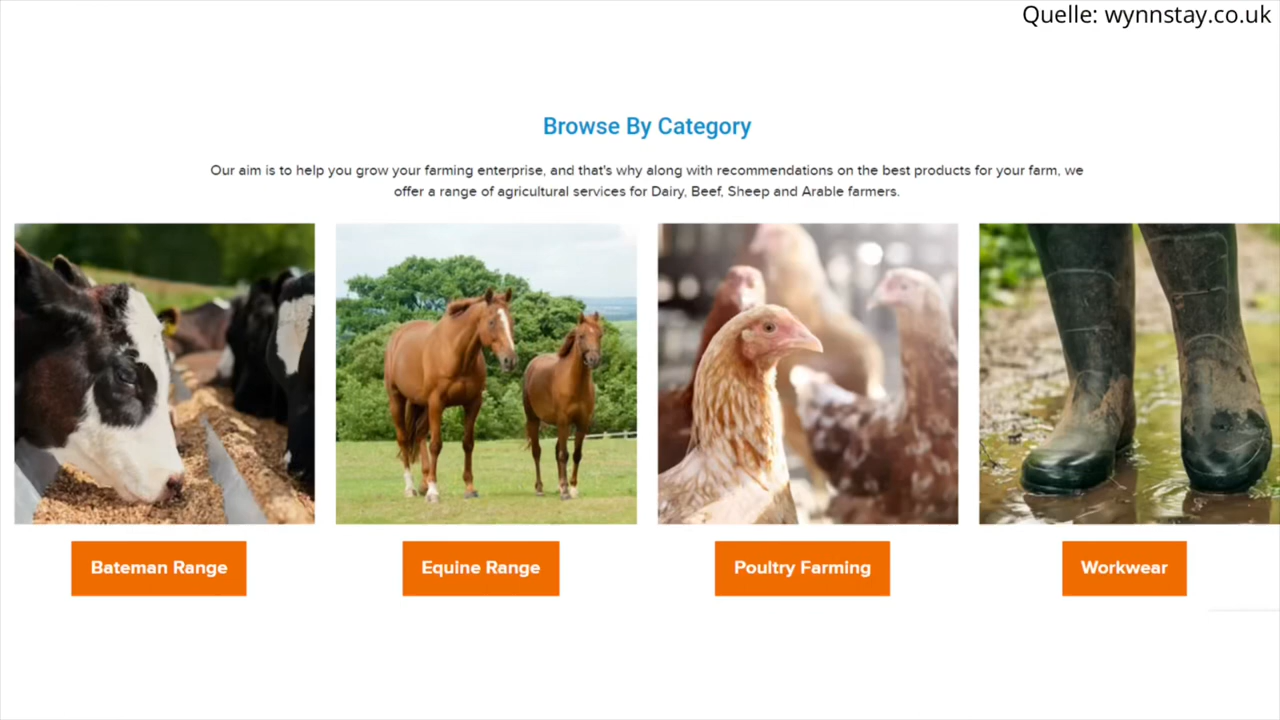 Quelle: wynnstay.co.uk
Browse By Category
Our aim is to help you grow your farming enterprise, and that's why along with recommendations on the best products for your farm, we
offer a range of agricultural services for Dairy, Beef, Sheep and Arable farmers.
Bateman Range
Equine Range
Poultry Farming
Workwear